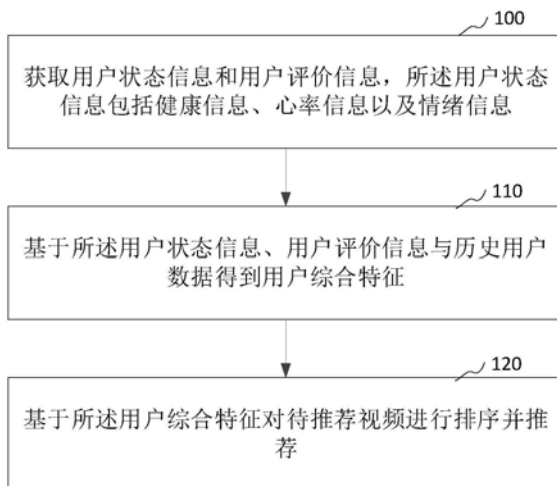 100
获取用户状态信息和用户评价信息，所述用户状态
信息包括健康信息、心率信息以及情绪信息
110
基于所述用户状态信息、用户评价信息与历史用户
数据得到用户综合特征
120
基于所述用户综合特征对待推荐视频进行排序并推
荐